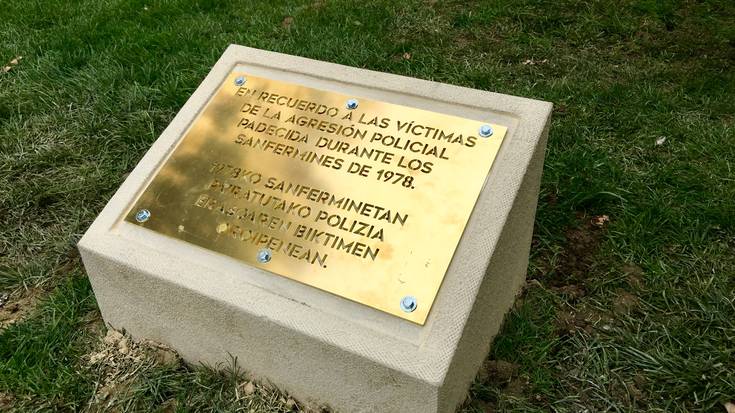 EN RECUERDO A LAS VÍCTIMAS
DE LA AGRESIÓN POLICIAL
PADECIDA DURANTE LOS
SANFERMINES DE 1978.
1978KO SANFERMINETAN
PAIRATUTAKO POLIZIA
ERASOAREN BIKTIMEN
OROIPENEAN.